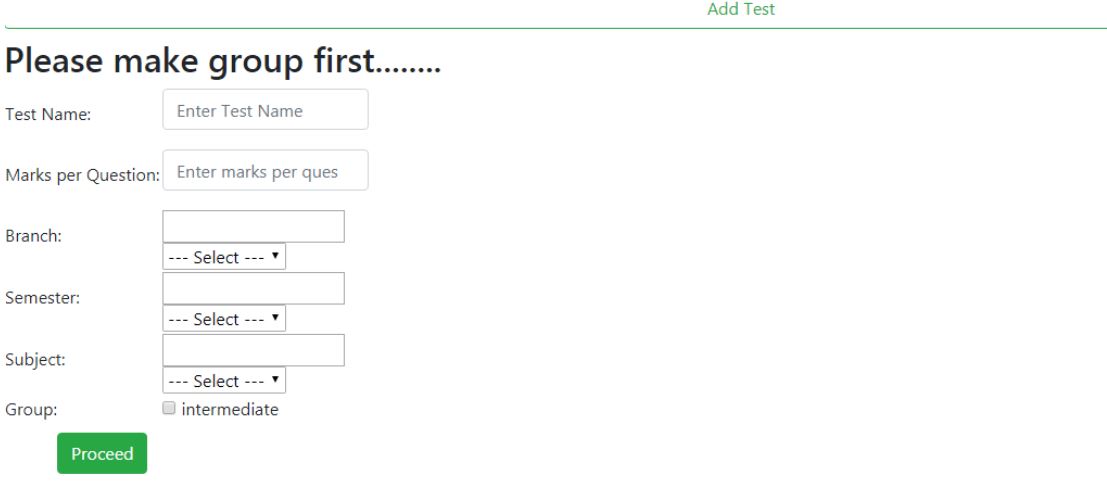 Add Test
Please make group first........
Test Name: Enter Test Name
Marks per Question: Enter marks per ques
Branch:
--- Select ---
Semester:
--- Select ---
Subject:
--- Select ---
Group: intermediate
Proceed